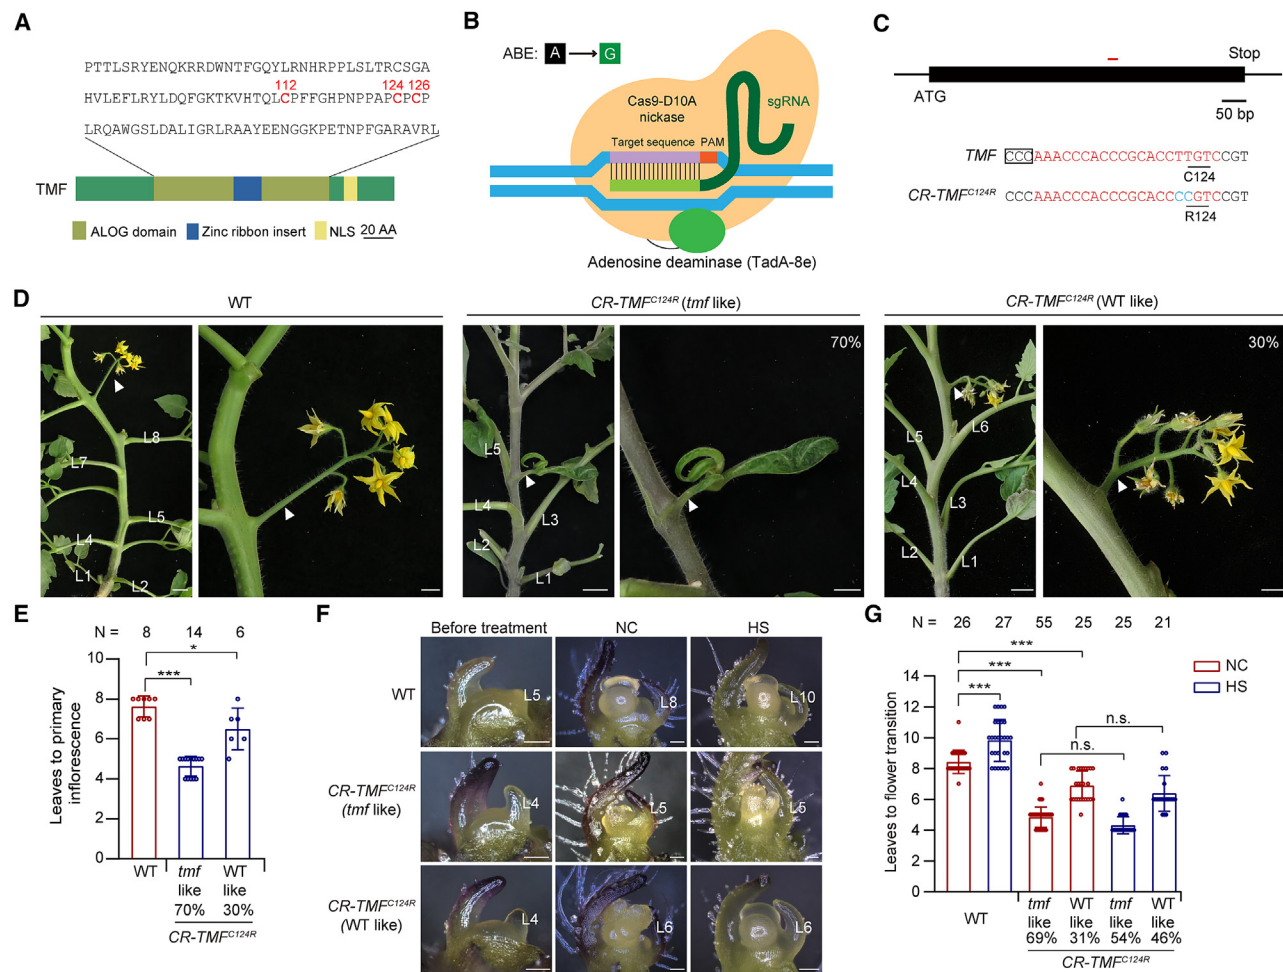 A
PTTLSRYENQKRRDWNTFGQYLRNHRPPLSLTRCSGA
112 124 126
HVLEFLRYLDQFGKTKVHTQLCPFFGHPNPPAPCPCP
LRQAWGSLDALIGRLRAAYEENGGKPETNPFGARAVRL
TMF
ALOG domain Zinc ribbon insert NLS 20 AA
B
ABE: A G
Cas9-D10A
nickase
sgRNA
Target sequence PAM
Adenosine deaminase (TadA-8e)
C
Stop
ATG
50 bp
TMF CCCAAACCCACCCGCACCTTGTCCGT
C124
CR-TMFC124R CCCAAACCCACCCGCACCCCGTCCGT
R124
D
WT
CR-TMFC124R (tmf like)
CR-TMFC124R (WT like)
L8
L7
L5
L4
L1
L2
70%
L5
L4
L3
L2
L1
30%
L5
L6
L4
L3
L2
L1
E
N = 8 14 6
Leaves to primary
inflorescence
10
8
6
4
2
0
*
***
WT
tmf
like
70%
WT
like
30%
CR-TMFC124R
F
Before treatment NC HS
WT
L5 L8 L10
CR-TMFC124R
(tmf like)
L4 L5 L5
CR-TMFC124R
(WT like)
L4 L6 L6
G
N = 26 27 55 25 25 21
NC
HS
Leaves to flower transition
14
12
10
8
6
4
2
0
***
***
***
n.s.
n.s.
WT
tmf
like
69%
WT
like
31%
tmf
like
54%
WT
like
46%
CR-TMFC124R